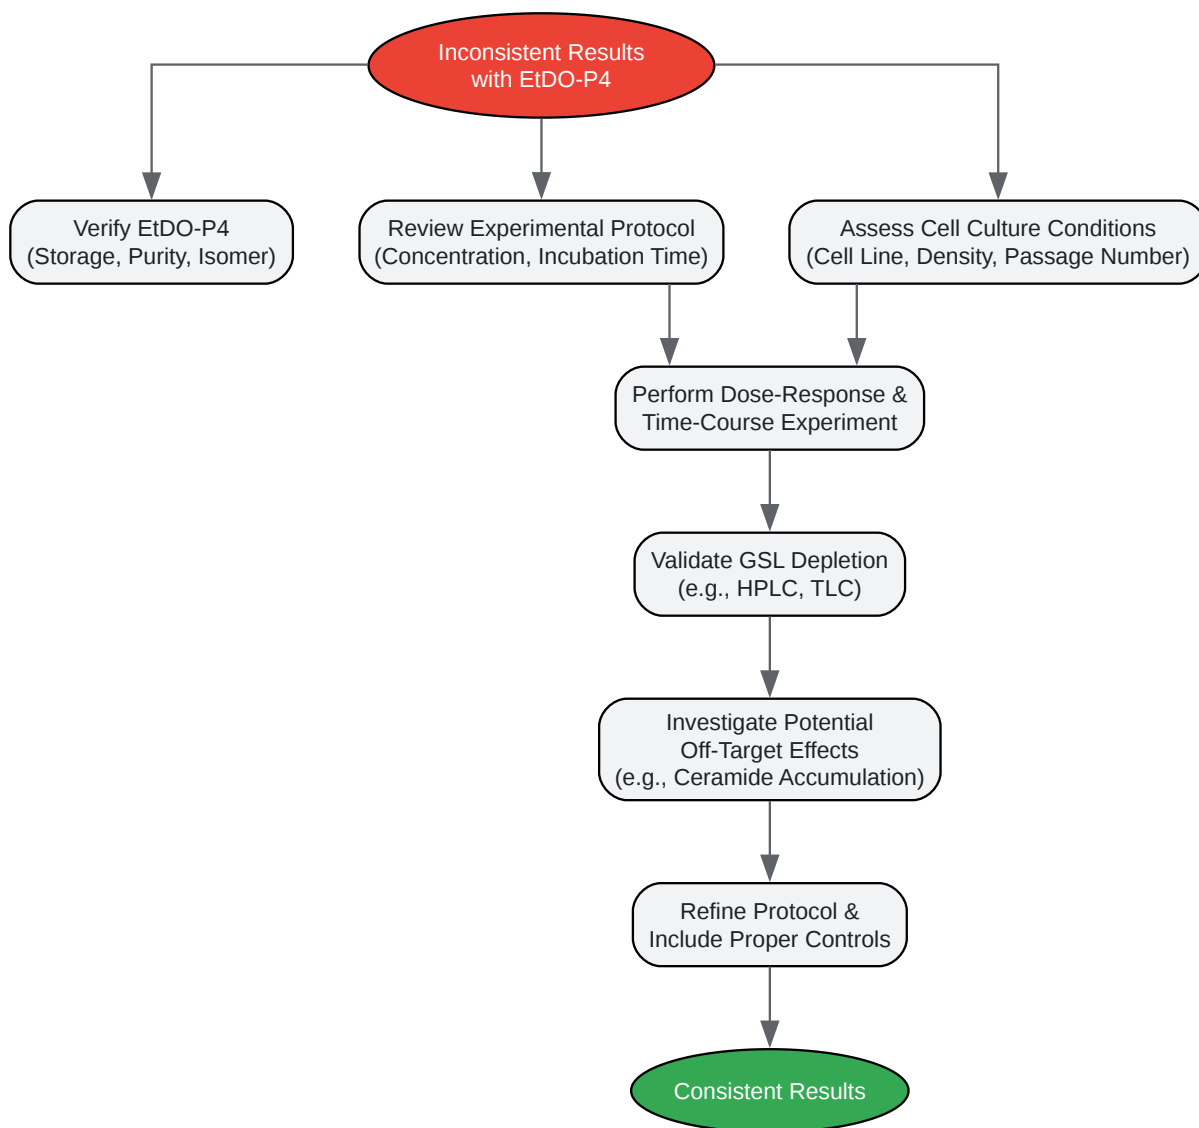 Inconsistent Results
with EtDO-P4
Verify EtDO-P4
(Storage, Purity, Isomer)
Review Experimental Protocol
(Concentration, Incubation Time)
Assess Cell Culture Conditions
(Cell Line, Density, Passage Number)
Perform Dose-Response &
Time-Course Experiment
Validate GSL Depletion
(e.g., HPLC, TLC)
Investigate Potential
Off-Target Effects
(e.g., Ceramide Accumulation)
Refine Protocol &
Include Proper Controls
Consistent Results